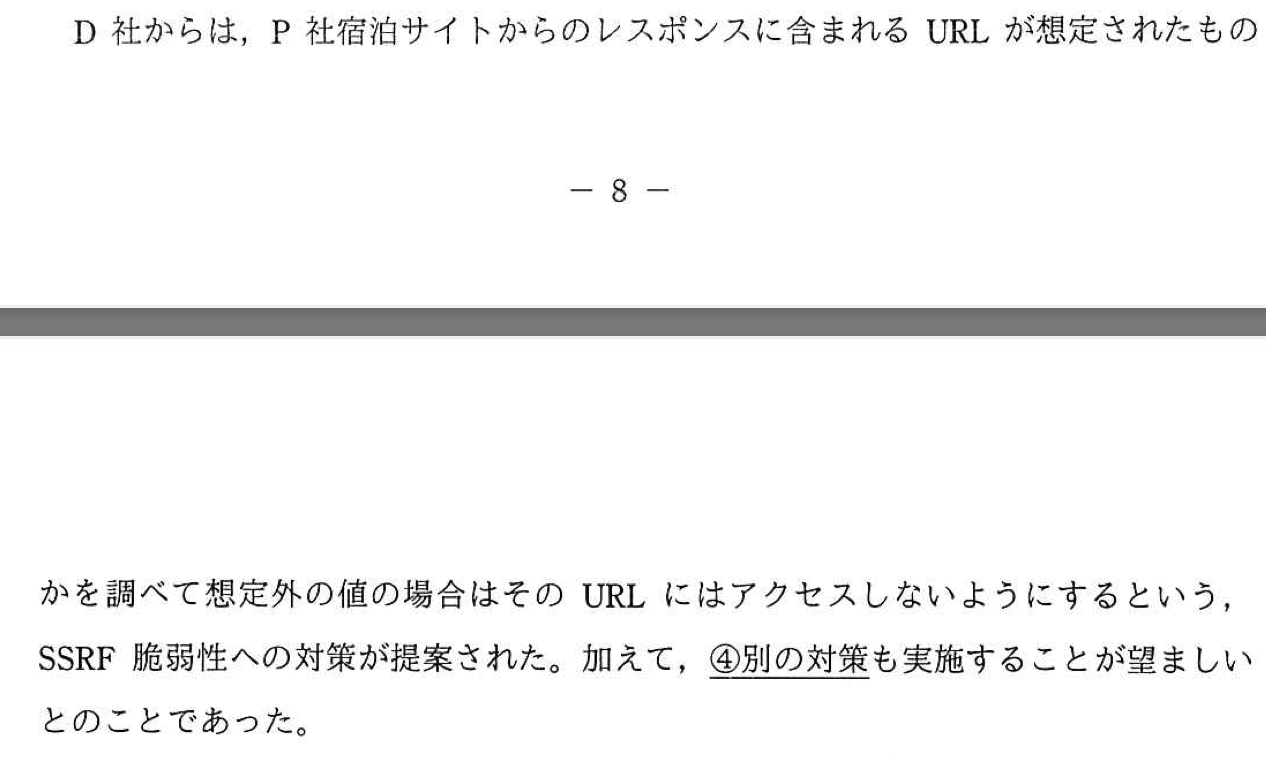 D 社からは，P 社宿泊サイトからのレスポンスに含まれる URL が想定されたもの
－ 8 －
かを調べて想定外の値の場合はその URL にはアクセスしないようにするという，
SSRF 脆弱性への対策が提案された。加えて，④別の対策も実施することが望ましい
とのことであった。